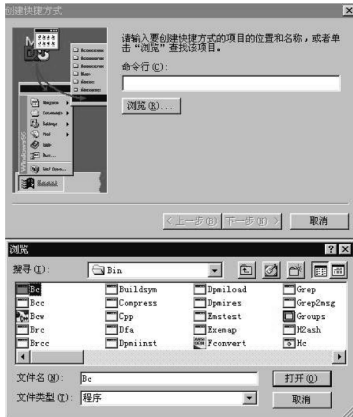 创建快捷方式
请输入要创建快捷方式的项目的位置和名称，或者单
击“浏览”查找该项目。
命令行(C):
浏览(R)...
<上一步(B) 下一步(N)> 取消
浏览
搜寻(I): Bin
Bc Buildsym Dpmiload Grep
Bcc Compress Dpmires Grep2msg
Bcw Cpp Emstest Groups
Brc Dfa Exemap H2ash
Brcc Dpmiinst Fconvert Hc
文件名(N): Bc 打开(O)
文件类型(T): 程序 取消